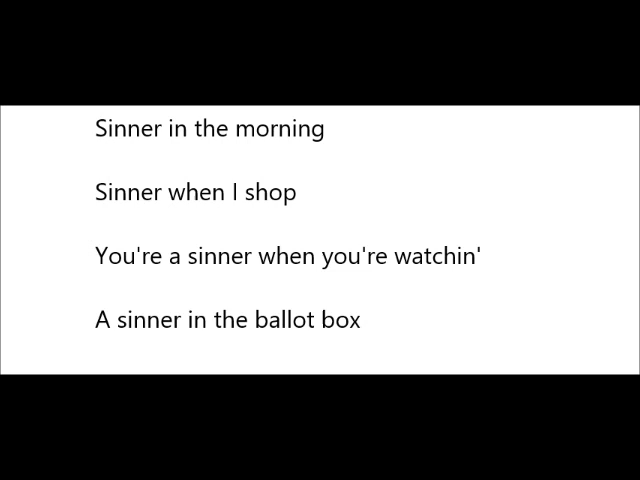 Sinner in the morning
Sinner when I shop
You're a sinner when you're watchin'
A sinner in the ballot box